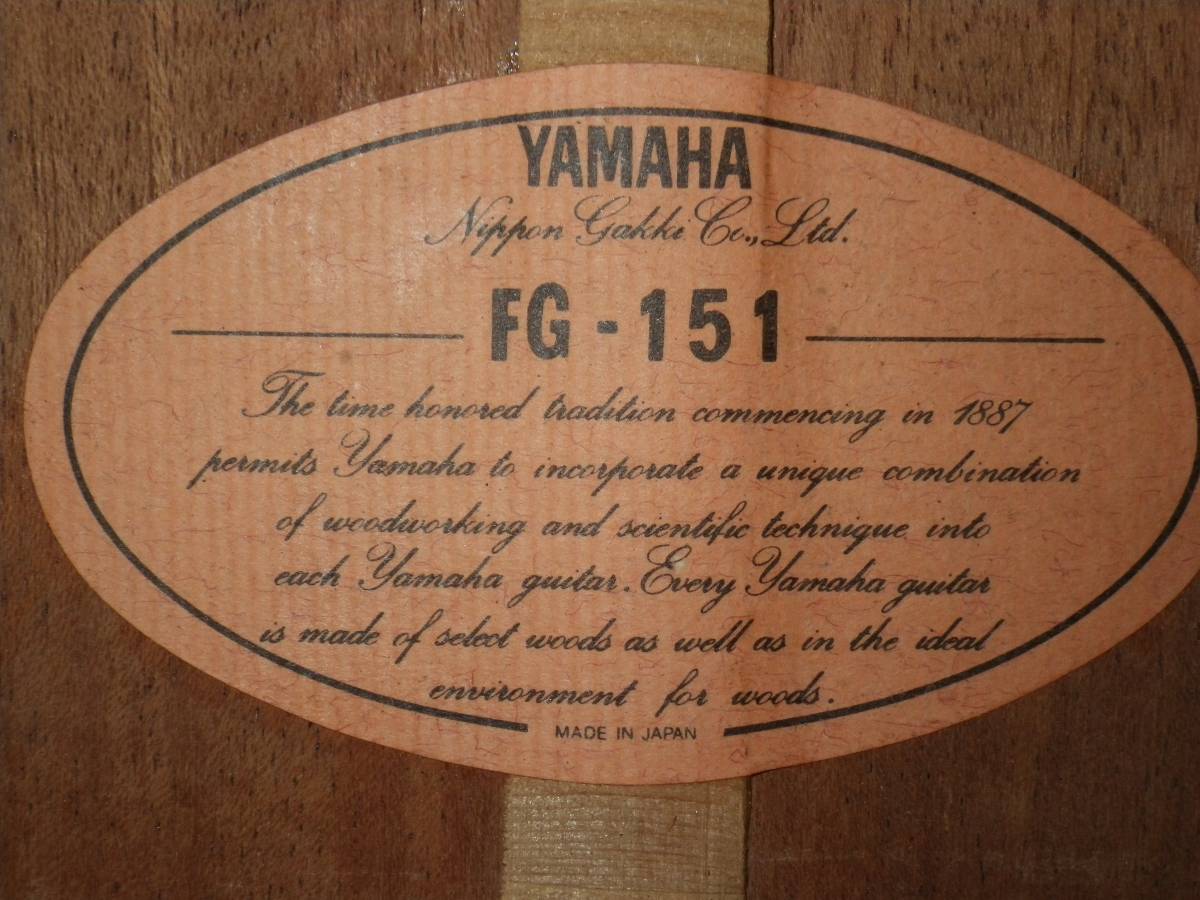 YAMAHA
Nippon Gakki Co., Ltd.
FG-151
The time honored tradition commencing in 1887
permits Yamaha to incorporate a unique combination
of woodworking and scientific technique into
each Yamaha guitar. Every Yamaha guitar
is made of select woods as well as in the ideal
environment for woods.
MADE IN JAPAN